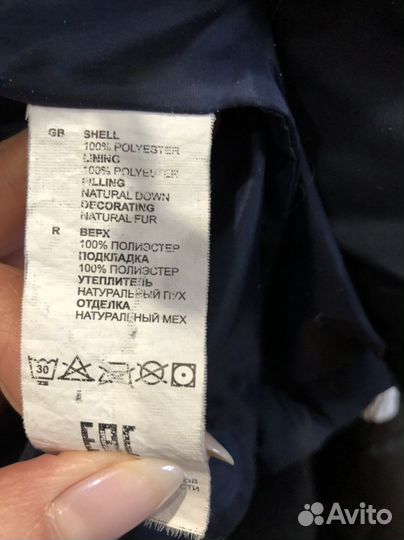 GB SHELL
100% POLYESTER
LINING
100% POLYESTER
FILLING
NATURAL DOWN
DECORATING
NATURAL FUR
R ВЕРХ
100% ПОЛИЭСТЕР
ПОДКЛАДКА
100% ПОЛИЭСТЕР
УТЕПЛИТЕЛЬ
НАТУРАЛЬНЫЙ ПУХ
ОТДЕЛКА
НАТУРАЛЬНЫЙ МЕХ
30
EAC
Avito